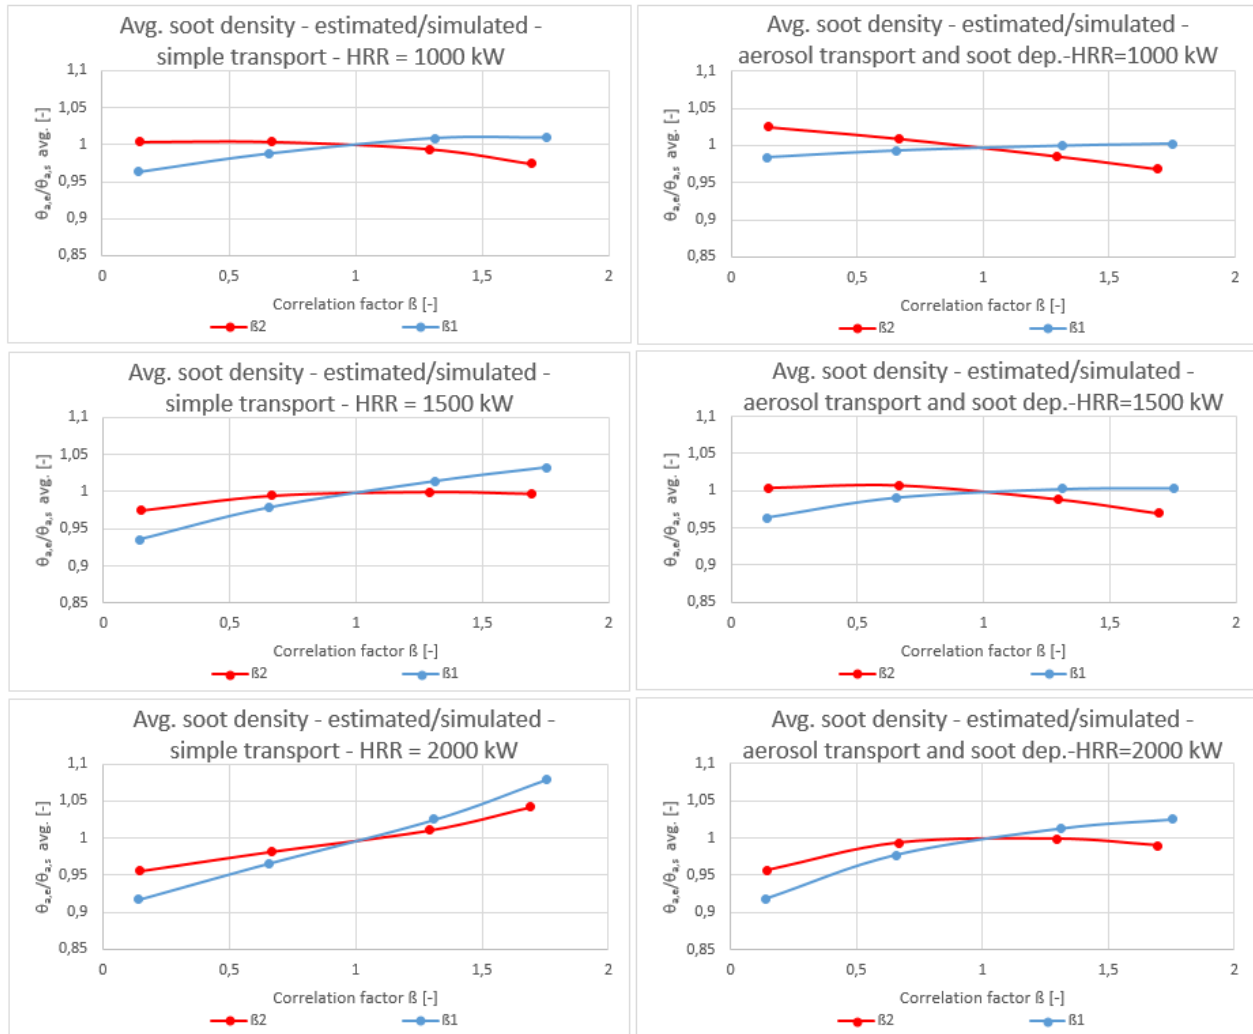 Avg. soot density - estimated/simulated -
simple transport - HRR = 1000 kW
1,1
1,05
1
0,95
0,9
0,85
θa,e/θa,s avg. [-]
0 0,5 1 1,5 2
Correlation factor ß [-]
ß2 ß1
Avg. soot density - estimated/simulated -
aerosol transport and soot dep.-HRR=1000 kW
1,1
1,05
1
0,95
0,9
0,85
θa,e/θa,s avg. [-]
0 0,5 1 1,5 2
Correlation factor ß [-]
ß2 ß1
Avg. soot density - estimated/simulated -
simple transport - HRR = 1500 kW
1,1
1,05
1
0,95
0,9
0,85
θa,e/θa,s avg. [-]
0 0,5 1 1,5 2
Correlation factor ß [-]
ß2 ß1
Avg. soot density - estimated/simulated -
aerosol transport and soot dep.-HRR=1500 kW
1,1
1,05
1
0,95
0,9
0,85
θa,e/θa,s avg. [-]
0 0,5 1 1,5 2
Correlation factor ß [-]
ß2 ß1
Avg. soot density - estimated/simulated -
simple transport - HRR = 2000 kW
1,1
1,05
1
0,95
0,9
0,85
θa,e/θa,s avg. [-]
0 0,5 1 1,5 2
Correlation factor ß [-]
ß2 ß1
Avg. soot density - estimated/simulated -
aerosol transport and soot dep.-HRR=2000 kW
1,1
1,05
1
0,95
0,9
0,85
θa,e/θa,s avg. [-]
0 0,5 1 1,5 2
Correlation factor ß [-]
ß2 ß1